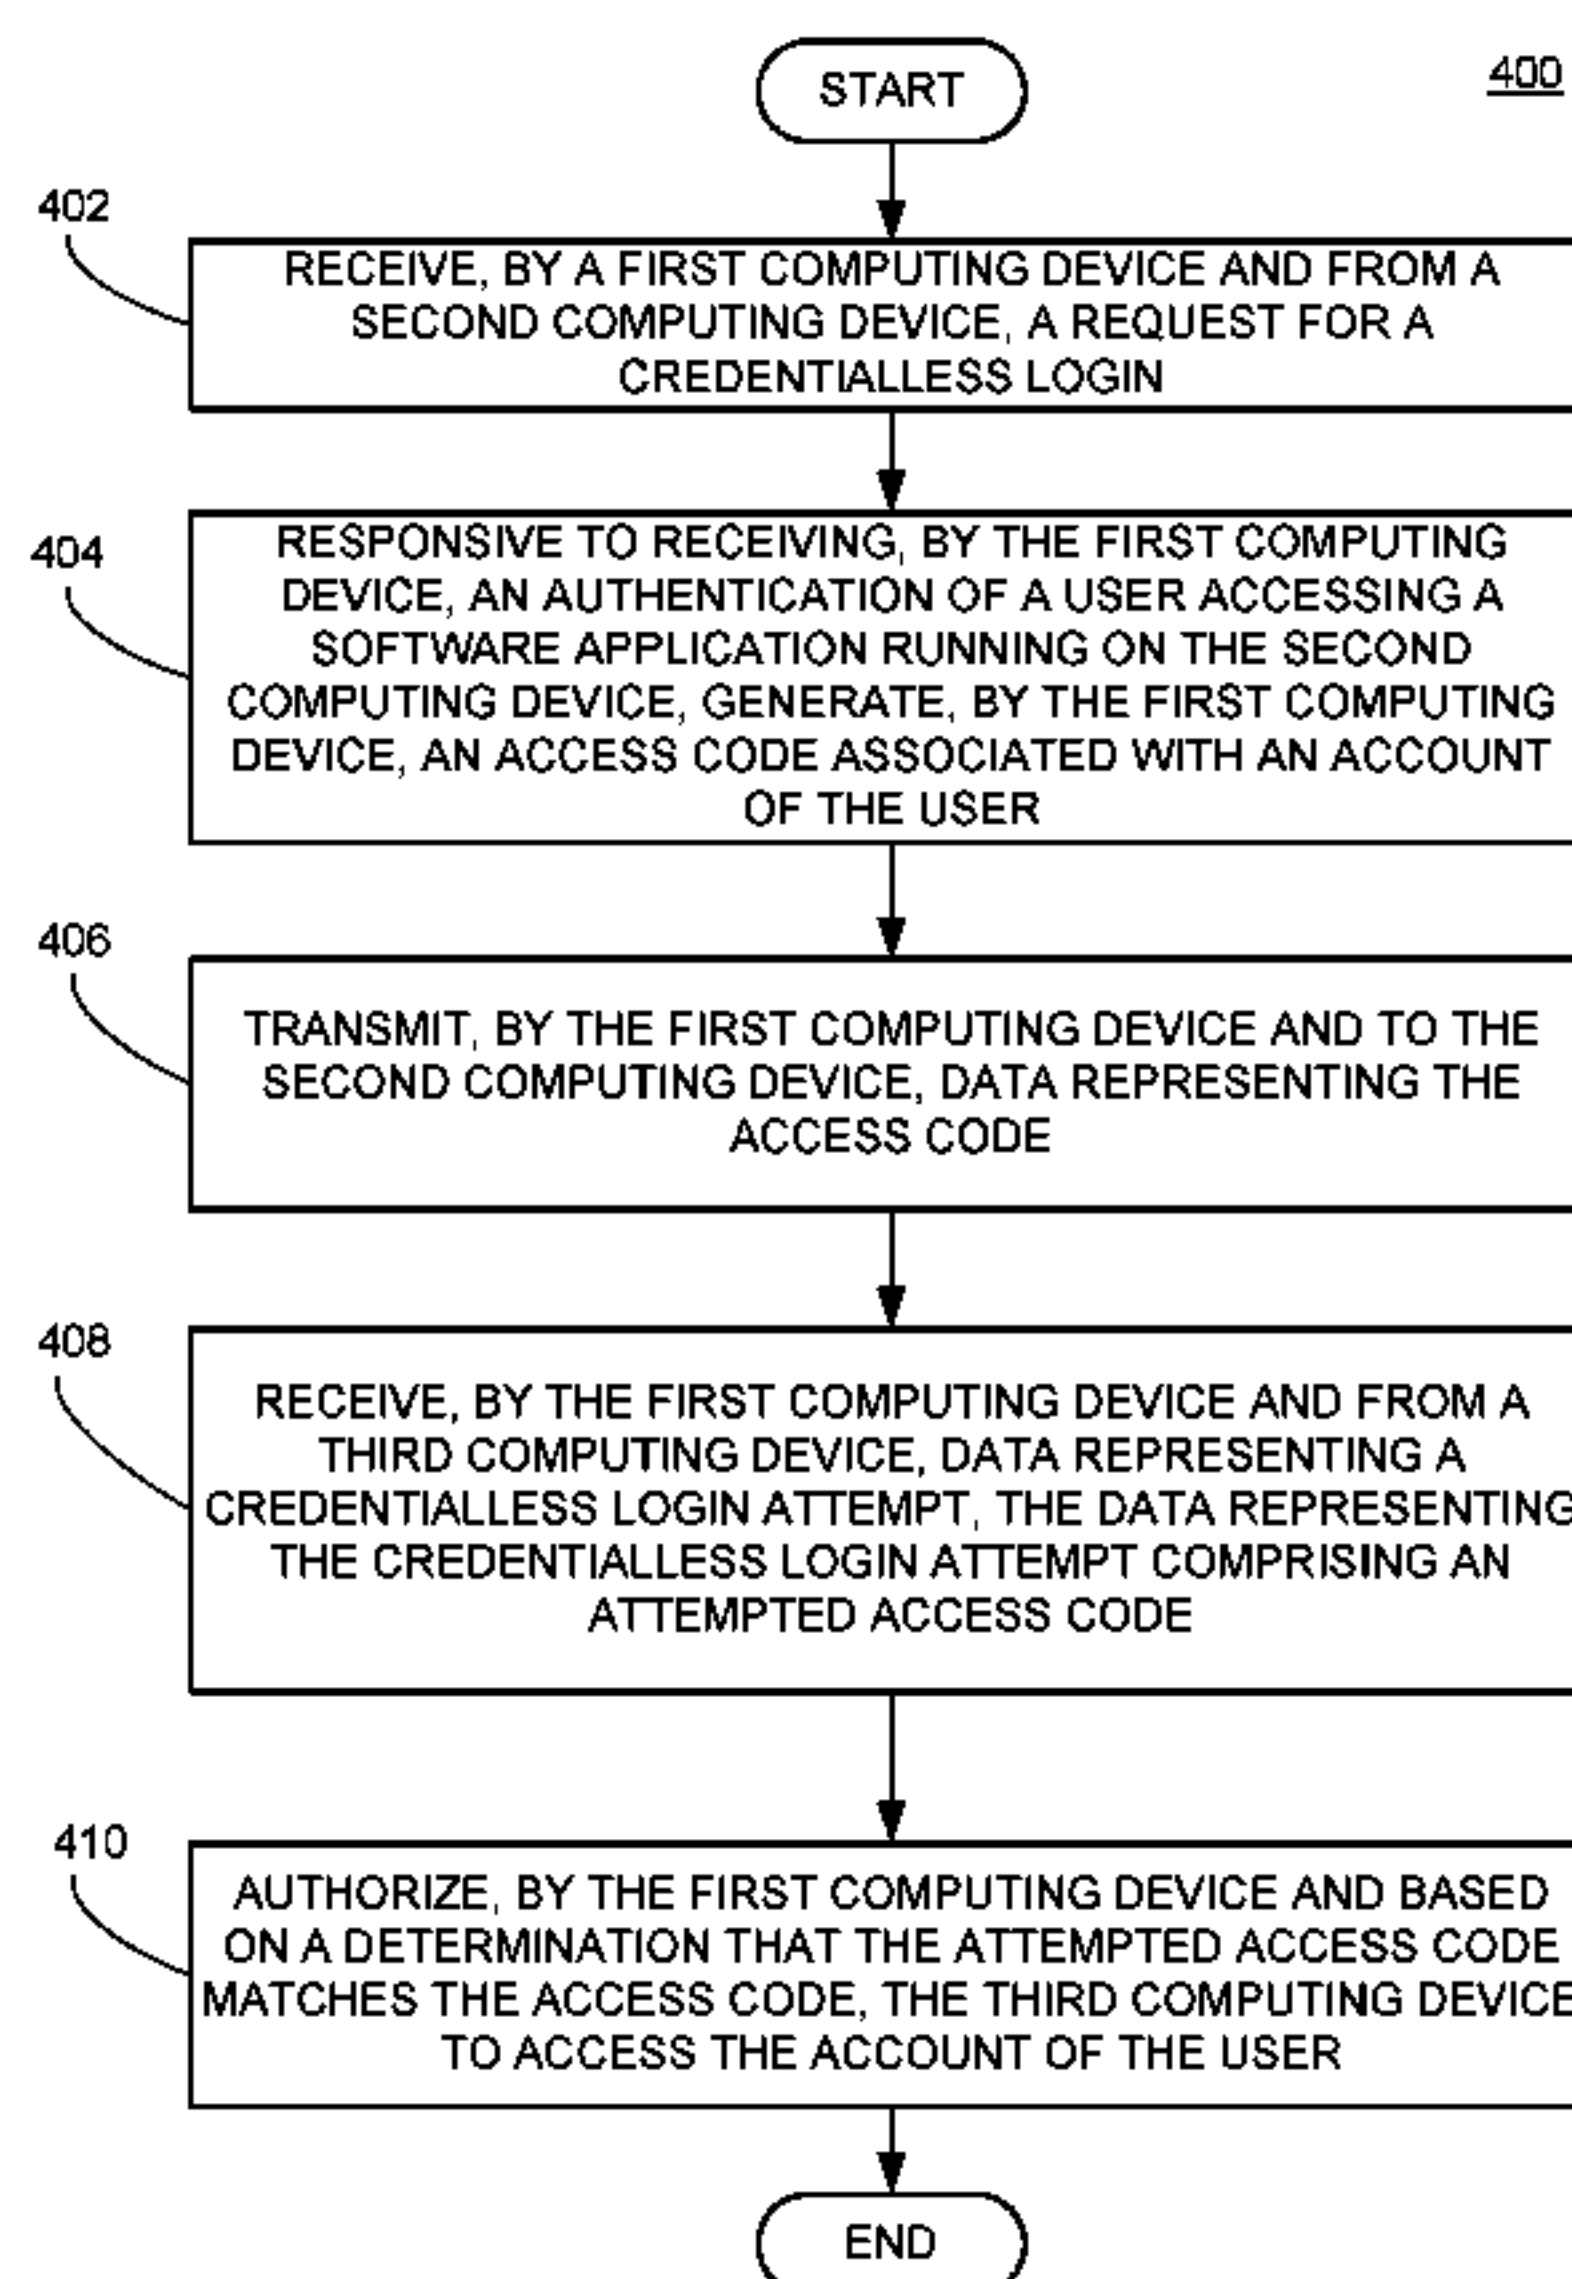 START
400
402
RECEIVE, BY A FIRST COMPUTING DEVICE AND FROM A
SECOND COMPUTING DEVICE, A REQUEST FOR A
CREDENTIALLESS LOGIN
404
RESPONSIVE TO RECEIVING, BY THE FIRST COMPUTING
DEVICE, AN AUTHENTICATION OF A USER ACCESSING A
SOFTWARE APPLICATION RUNNING ON THE SECOND
COMPUTING DEVICE, GENERATE, BY THE FIRST COMPUTING
DEVICE, AN ACCESS CODE ASSOCIATED WITH AN ACCOUNT
OF THE USER
406
TRANSMIT, BY THE FIRST COMPUTING DEVICE AND TO THE
SECOND COMPUTING DEVICE, DATA REPRESENTING THE
ACCESS CODE
408
RECEIVE, BY THE FIRST COMPUTING DEVICE AND FROM A
THIRD COMPUTING DEVICE, DATA REPRESENTING A
CREDENTIALLESS LOGIN ATTEMPT, THE DATA REPRESENTING
THE CREDENTIALLESS LOGIN ATTEMPT COMPRISING AN
ATTEMPTED ACCESS CODE
410
AUTHORIZE, BY THE FIRST COMPUTING DEVICE AND BASED
ON A DETERMINATION THAT THE ATTEMPTED ACCESS CODE
MATCHES THE ACCESS CODE, THE THIRD COMPUTING DEVICE
TO ACCESS THE ACCOUNT OF THE USER
END